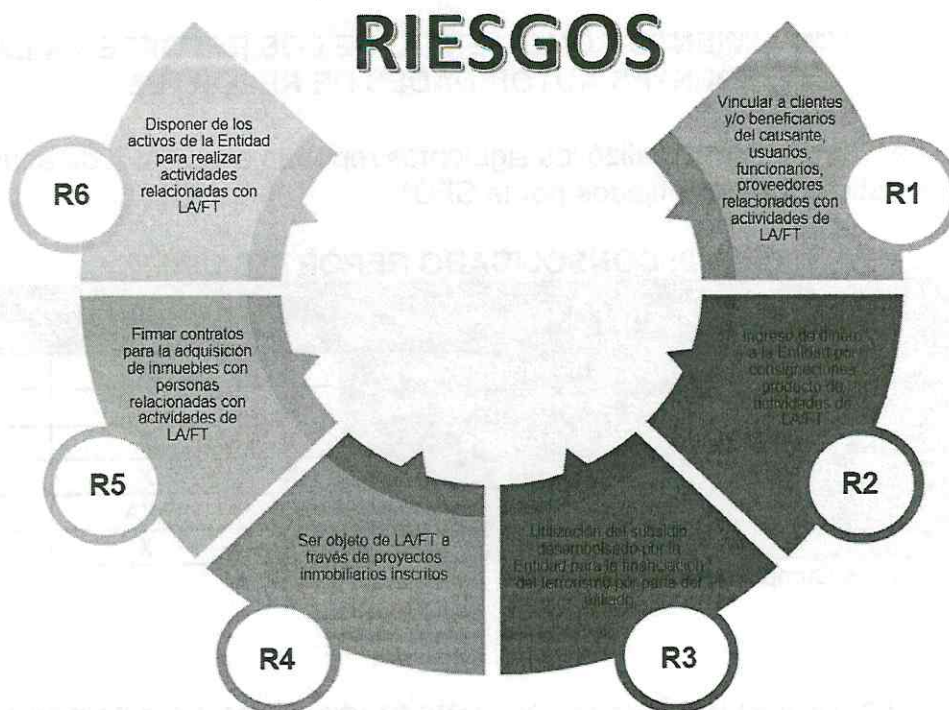 RIESGOS
Vincular a clientes
y/o beneficiarios
del causante,
usuarios,
funcionarios,
proveedores
relacionados con
actividades de
LA/FT
R1
Ingreso de dinero
a la Entidad por
consignaciones
producto de
actividades de
LA/FT
R2
Utilización del subsidio
desembolsado por la
Entidad para la financiación
del terrorismo por parte del
afiliado
R3
Ser objeto de LA/FT a
través de proyectos
inmobiliarios inscritos
R4
Firmar contratos
para la adquisición
de inmuebles con
personas
relacionadas con
actividades de
LA/FT
R5
Disponer de los
activos de la Entidad
para realizar
actividades
relacionadas con
LA/FT
R6